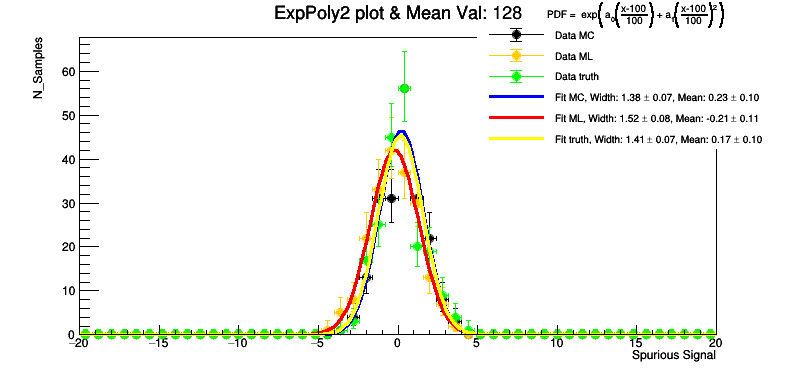 ExpPoly2 plot & Mean Val: 128
PDF = exp(a₀(x-100/100) + a₁(x-100/100)²)
Data MC
Data ML
Data truth
Fit MC, Width: 1.38 ± 0.07, Mean: 0.23 ± 0.10
Fit ML, Width: 1.52 ± 0.08, Mean: -0.21 ± 0.11
Fit truth, Width: 1.41 ± 0.07, Mean: 0.17 ± 0.10
N_Samples
60
50
40
30
20
10
0
−20 −15 −10 −5 0 5 10 15 20
Spurious Signal